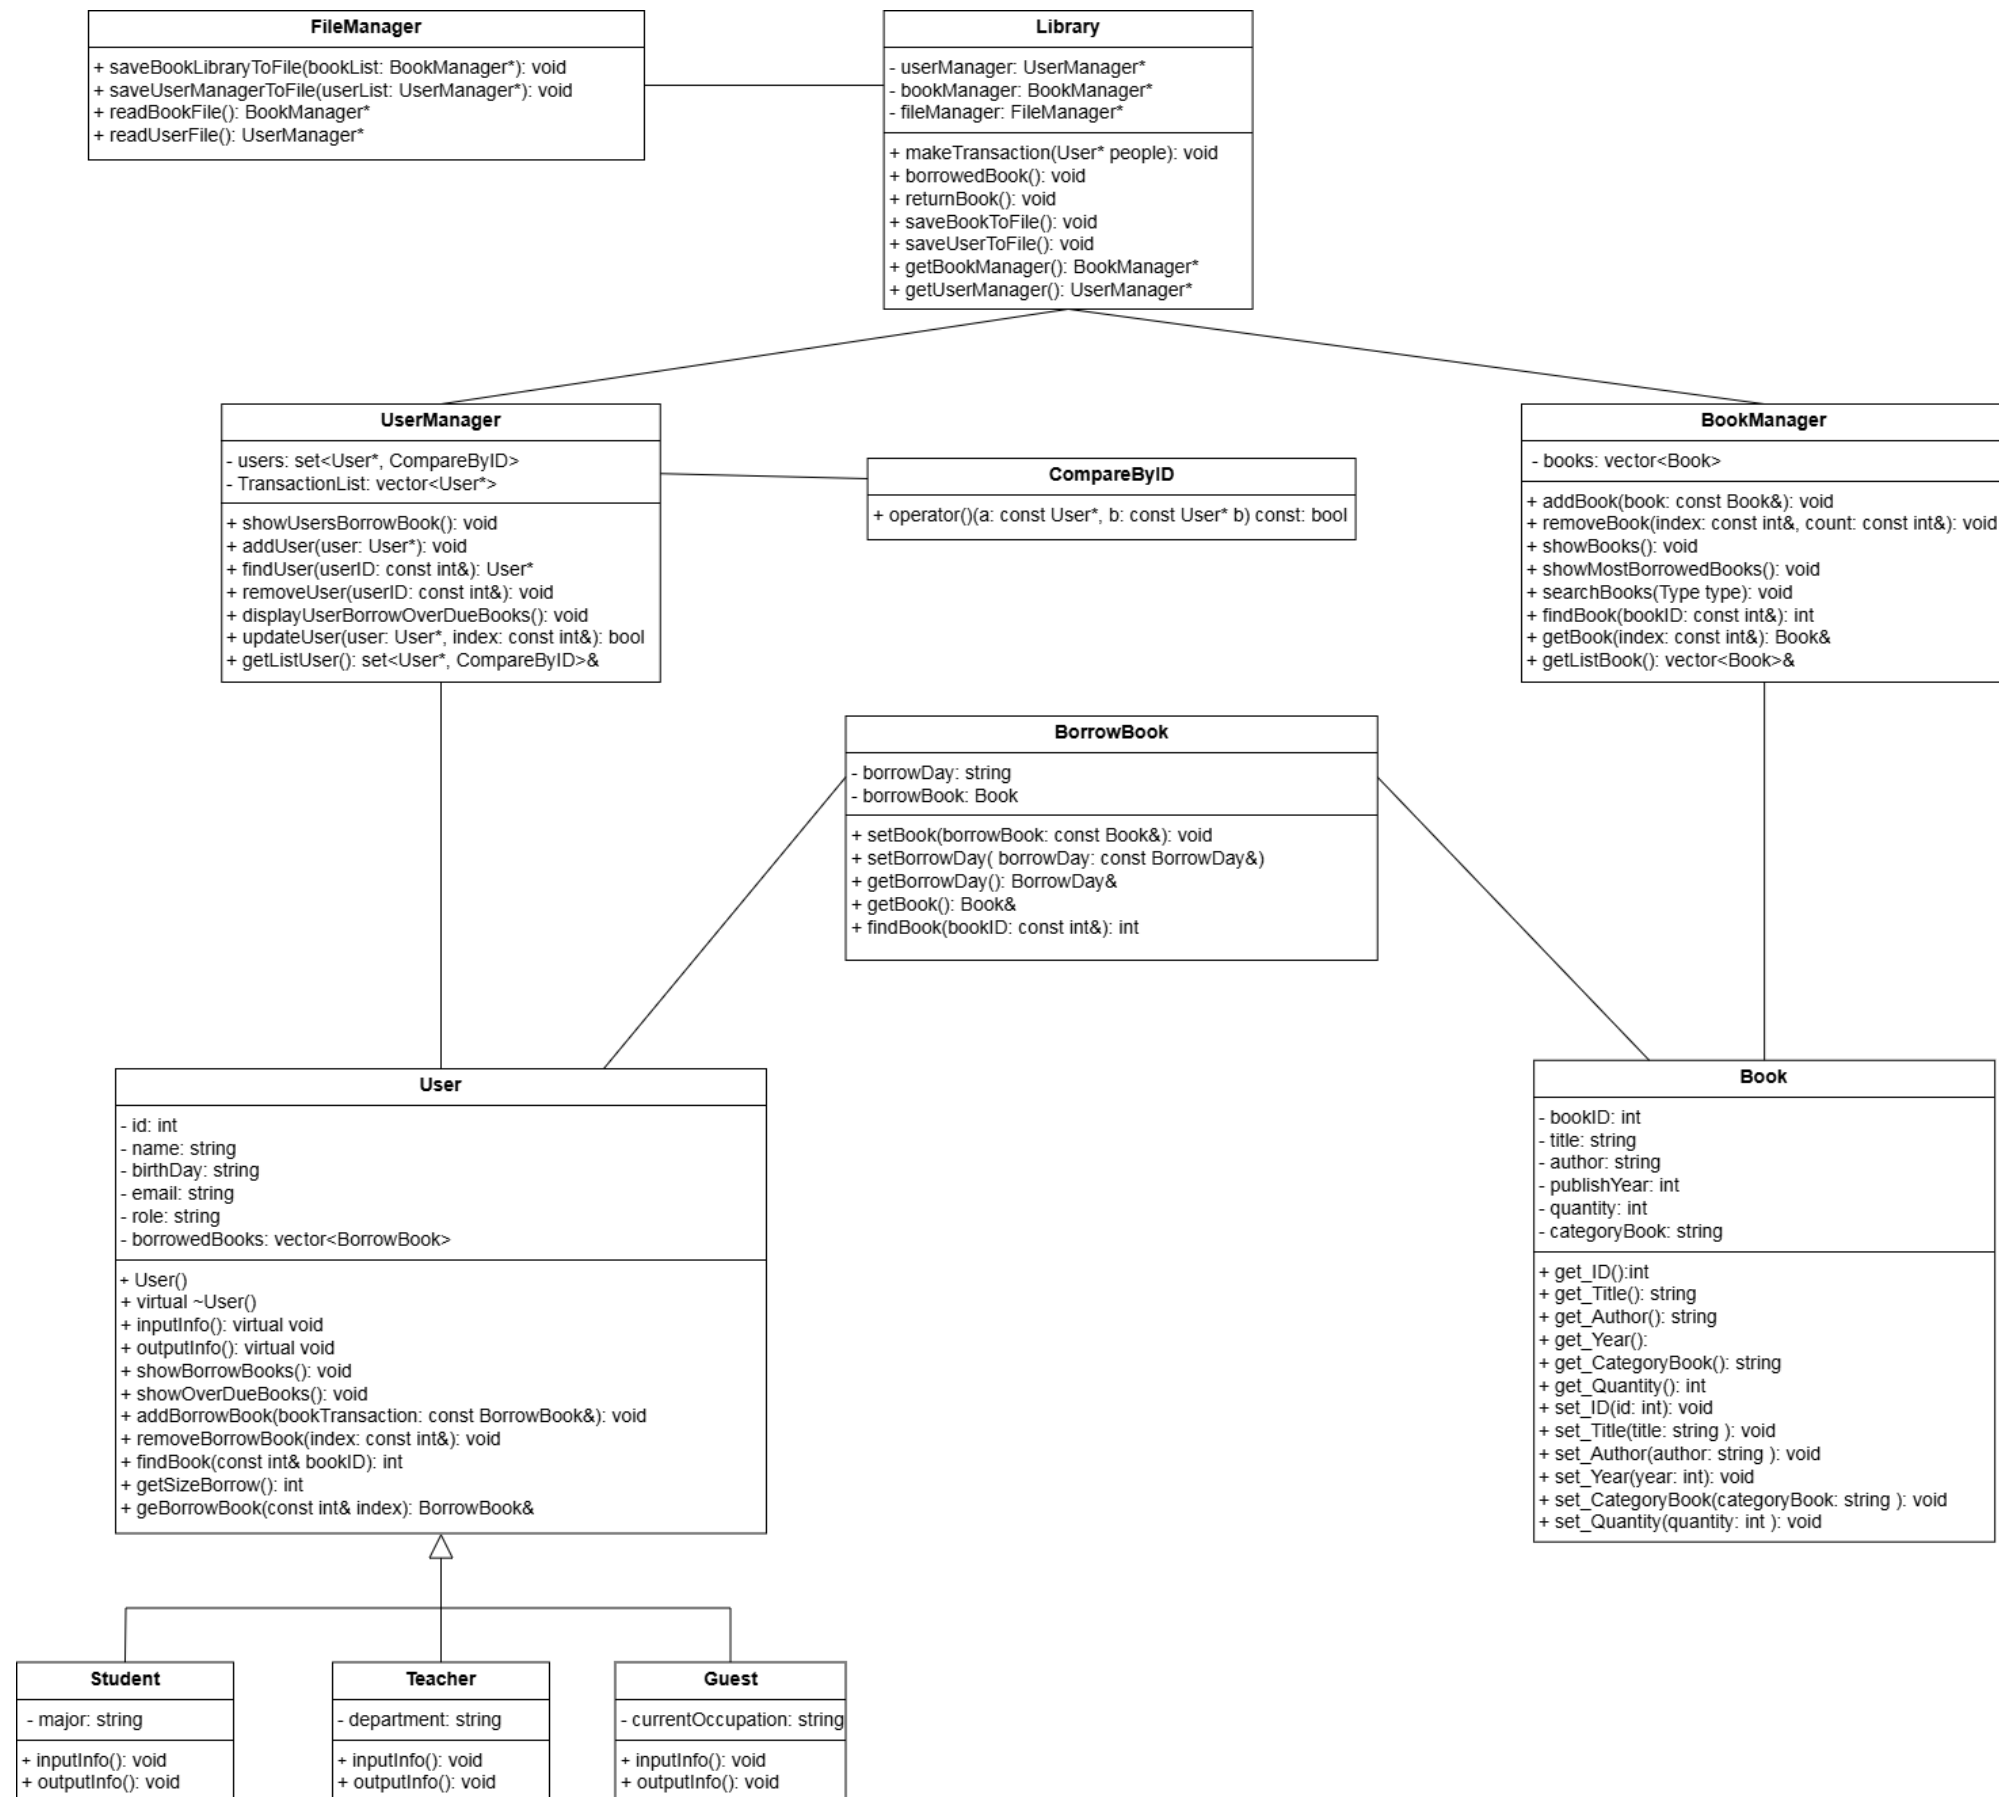 FileManager
+ saveBookLibraryToFile(bookList: BookManager*): void
+ saveUserManagerToFile(userList: UserManager*): void
+ readBookFile(): BookManager*
+ readUserFile(): UserManager*
Library
- userManager: UserManager*
- bookManager: BookManager*
- fileManager: FileManager*
+ makeTransaction(User* people): void
+ borrowedBook(): void
+ returnBook(): void
+ saveBookToFile(): void
+ saveUserToFile(): void
+ getBookManager(): BookManager*
+ getUserManager(): UserManager*
UserManager
- users: set<User*, CompareByID>
- TransactionList: vector<User*>
+ showUsersBorrowBook(): void
+ addUser(user: User*): void
+ findUser(userID: const int&): User*
+ removeUser(userID: const int&): void
+ displayUserBorrowOverDueBooks(): void
+ updateUser(user: User*, index: const int&): bool
+ getListUser(): set<User*, CompareByID>&
CompareByID
+ operator()(a: const User*, b: const User* b) const: bool
BookManager
- books: vector<Book>
+ addBook(book: const Book&): void
+ removeBook(index: const int&, count: const int&): void
+ showBooks(): void
+ showMostBorrowedBooks(): void
+ searchBooks(Type type): void
+ findBook(bookID: const int&): int
+ getBook(index: const int&): Book&
+ getListBook(): vector<Book>&
BorrowBook
- borrowDay: string
- borrowBook: Book
+ setBook(borrowBook: const Book&): void
+ setBorrowDay( borrowDay: const BorrowDay&)
+ getBorrowDay(): BorrowDay&
+ getBook(): Book&
+ findBook(bookID: const int&): int
User
- id: int
- name: string
- birthDay: string
- email: string
- role: string
- borrowedBooks: vector<BorrowBook>
+ User()
+ virtual ~User()
+ inputInfo(): virtual void
+ outputInfo(): virtual void
+ showBorrowBooks(): void
+ showOverDueBooks(): void
+ addBorrowBook(bookTransaction: const BorrowBook&): void
+ removeBorrowBook(index: const int&): void
+ findBook(const int& bookID): int
+ getSizeBorrow(): int
+ geBorrowBook(const int& index): BorrowBook&
Book
- bookID: int
- title: string
- author: string
- publishYear: int
- quantity: int
- categoryBook: string
+ get_ID():int
+ get_Title(): string
+ get_Author(): string
+ get_Year():
+ get_CategoryBook(): string
+ get_Quantity(): int
+ set_ID(id: int): void
+ set_Title(title: string ): void
+ set_Author(author: string ): void
+ set_Year(year: int): void
+ set_CategoryBook(categoryBook: string ): void
+ set_Quantity(quantity: int ): void
Student
- major: string
+ inputInfo(): void
+ outputInfo(): void
Teacher
- department: string
+ inputInfo(): void
+ outputInfo(): void
Guest
- currentOccupation: string
+ inputInfo(): void
+ outputInfo(): void